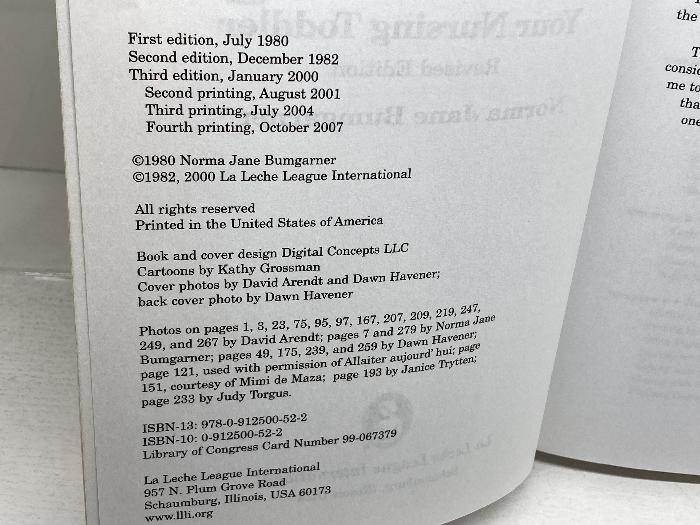 First edition, July 1980
Second edition, December 1982
Third edition, January 2000
Second printing, August 2001
Third printing, July 2004
Fourth printing, October 2007
©1980 Norma Jane Bumgarner
©1982, 2000 La Leche League International
All rights reserved
Printed in the United States of America
Book and cover design Digital Concepts LLC
Cartoons by Kathy Grossman
Cover photos by David Arendt and Dawn Havener;
back cover photo by Dawn Havener
Photos on pages 1, 3, 23, 75, 95, 97, 167, 207, 209, 219, 247,
249, and 267 by David Arendt; pages 7 and 279 by Norma Jane
Bumgarner; pages 49, 175, 239, and 259 by Dawn Havener;
page 121, used with permission of Allaiter aujourd' hui; page
151, courtesy of Mimi de Maza; page 193 by Janice Trytten;
page 233 by Judy Torgus.
ISBN-13: 978-0-912500-52-2
ISBN-10: 0-912500-52-2
Library of Congress Card Number 99-067379
La Leche League International
957 N. Plum Grove Road
Schaumburg, Illinois, USA 60173
www.llli.org
the
me to
one